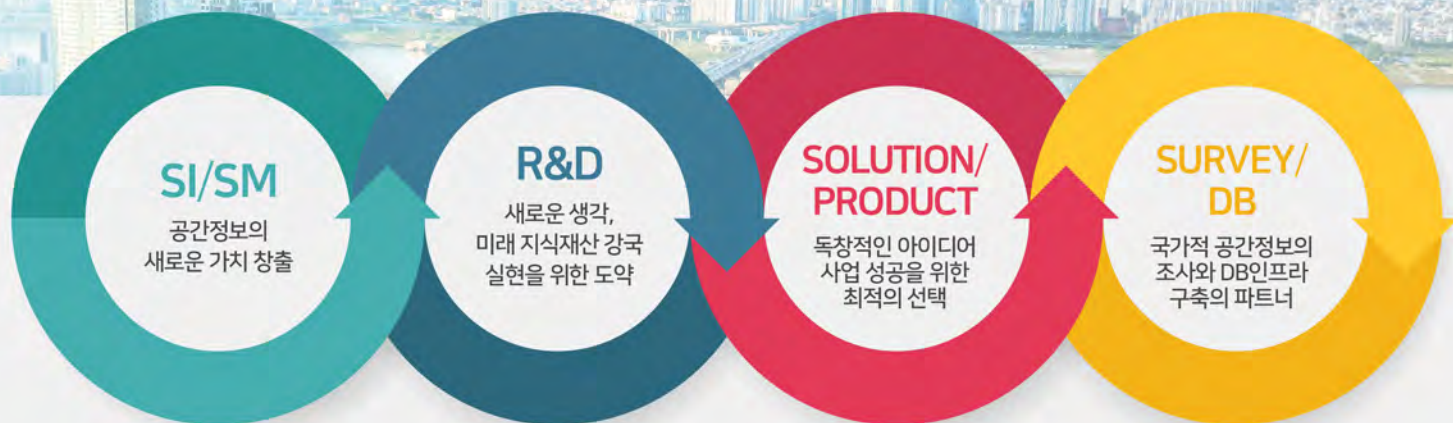 SI/SM
공간정보의
새로운 가치 창출
R&D
새로운 생각,
미래 지식재산 강국
실현을 위한 도약
SOLUTION/
PRODUCT
독창적인 아이디어
사업 성공을 위한
최적의 선택
SURVEY/
DB
국가적 공간정보의
조사와 DB인프라
구축의 파트너